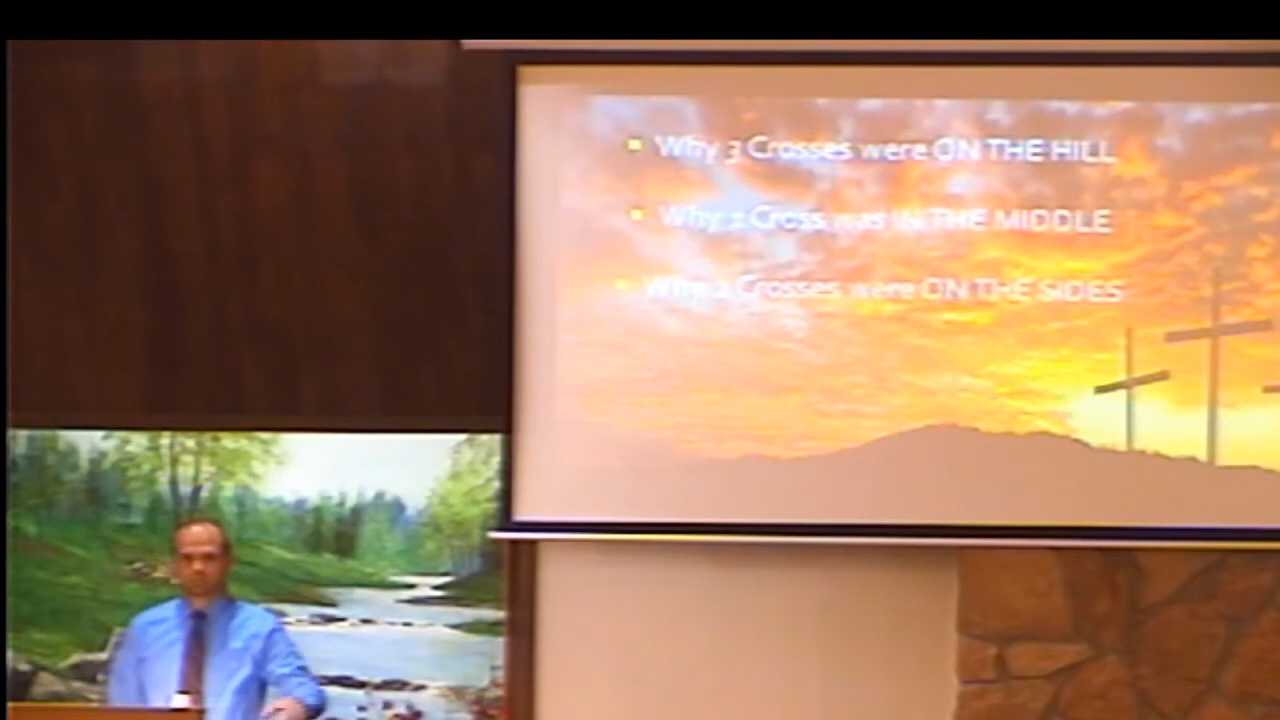 Why 3 Crosses were ON THE HILL
Why 1 Cross was IN THE MIDDLE
Why 2 Crosses were ON THE SIDES